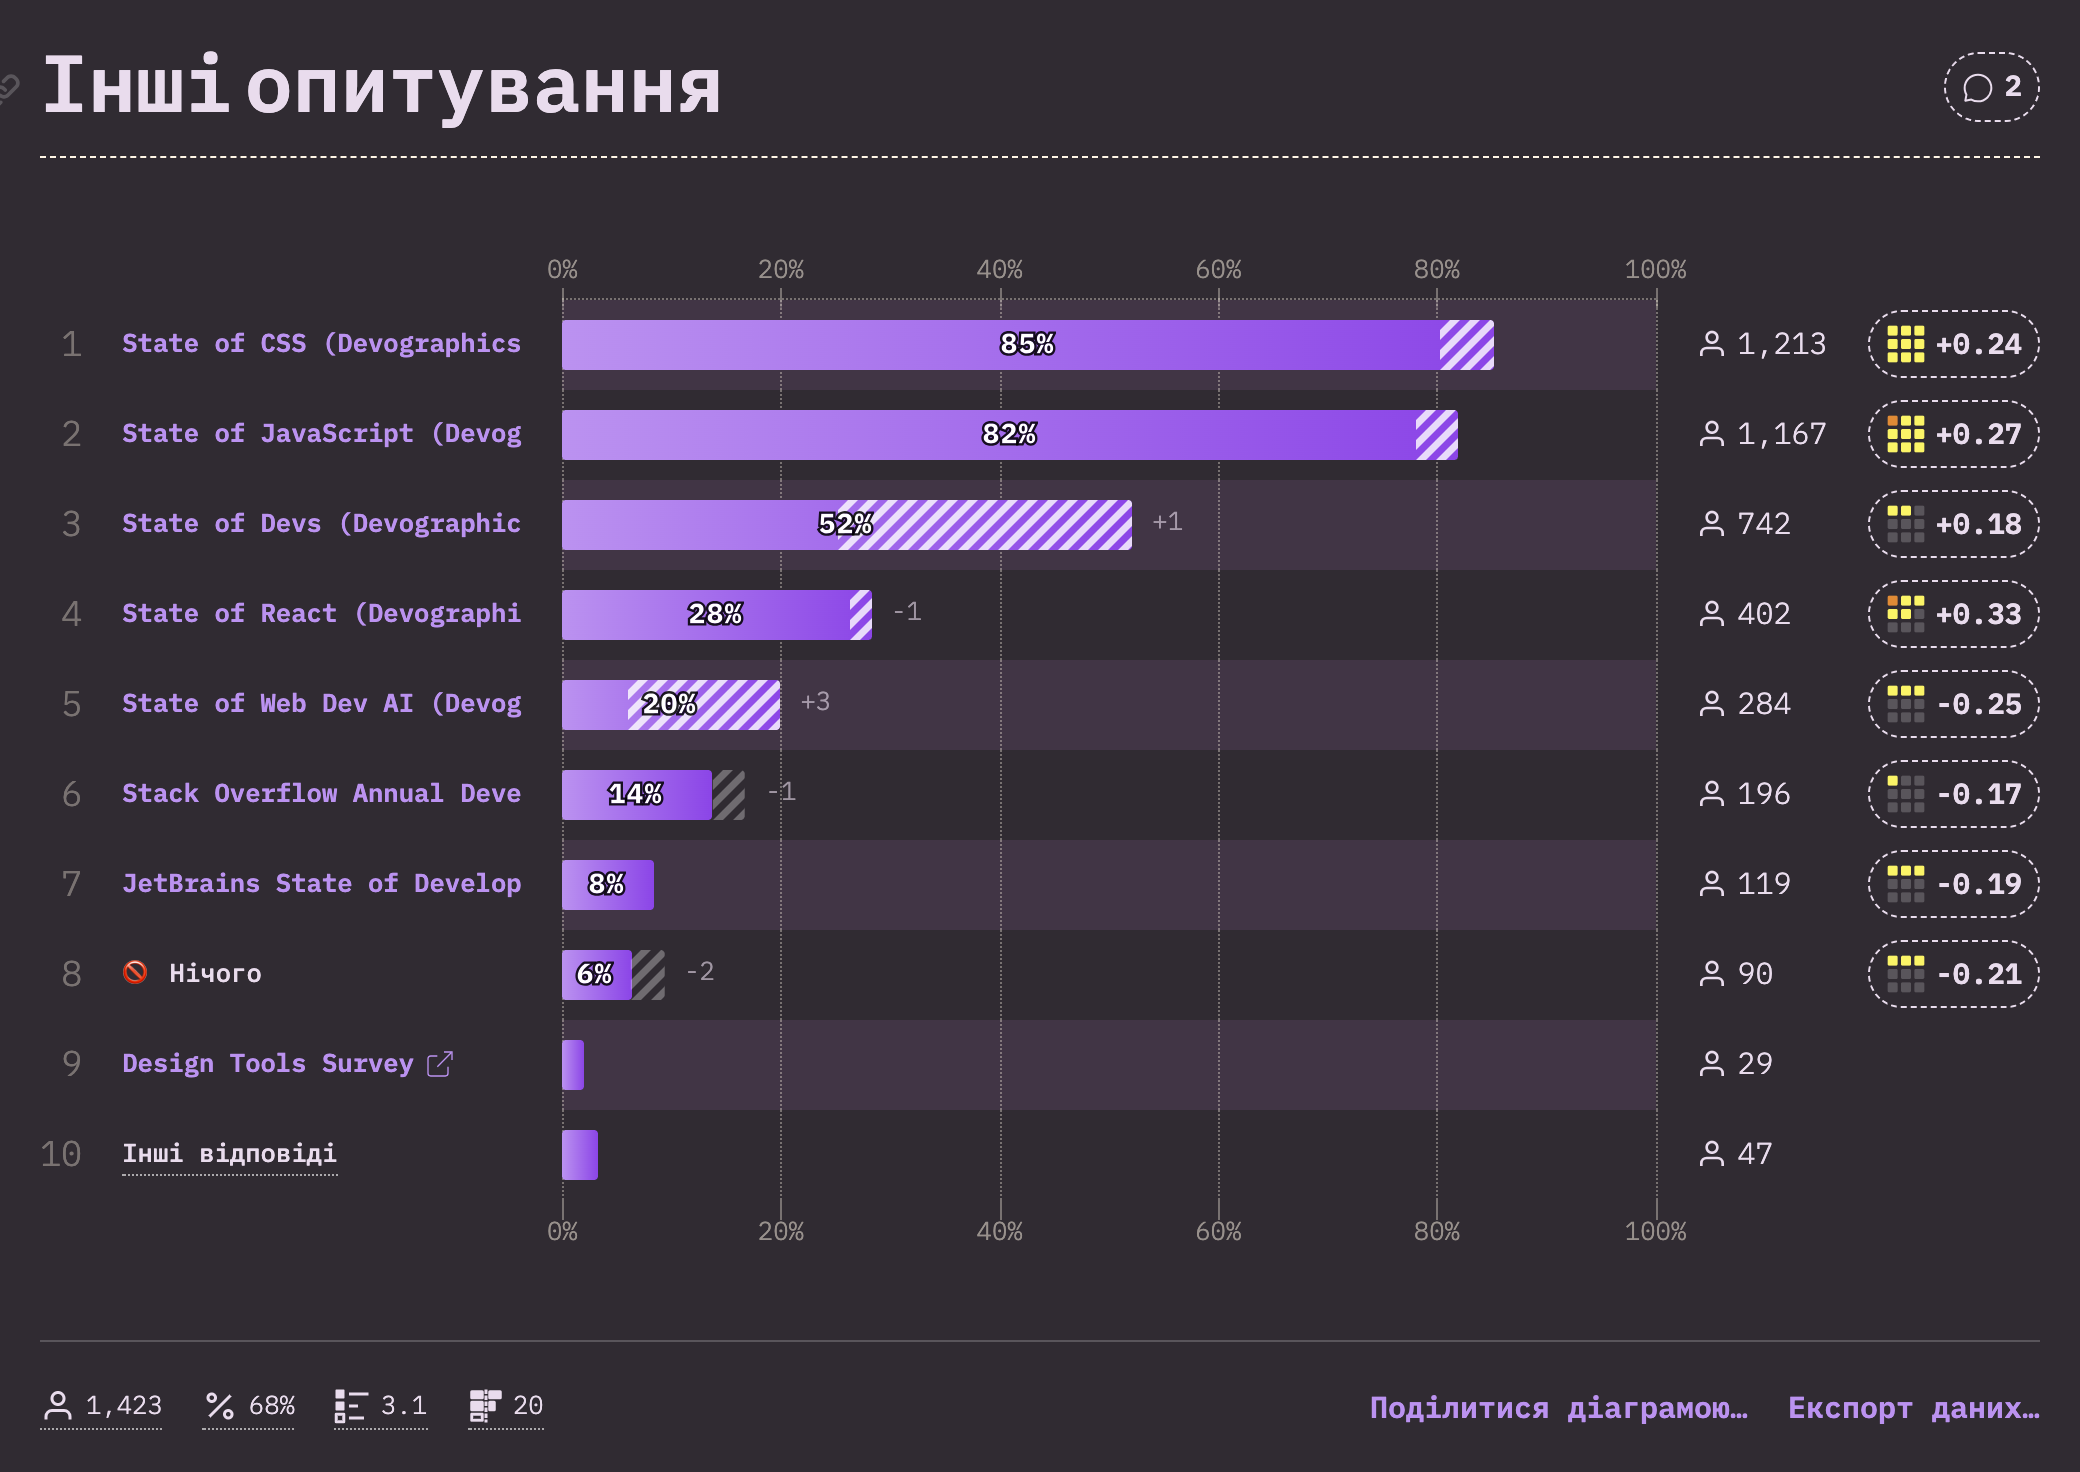 Інші опитування
2
0% 20% 40% 60% 80% 100%
1 State of CSS (Devographics 85% 1,213 +0.24
2 State of JavaScript (Devog 82% 1,167 +0.27
3 State of Devs (Devographic 52% +1 742 +0.18
4 State of React (Devographi 28% -1 402 +0.33
5 State of Web Dev AI (Devog 20% +3 284 -0.25
6 Stack Overflow Annual Deve 14% -1 196 -0.17
7 JetBrains State of Develop 8% 119 -0.19
8 Нічого 6% -2 90 -0.21
9 Design Tools Survey 29
10 Інші відповіді 47
0% 20% 40% 60% 80% 100%
1,423 68% 3.1 20 Поділитися діаграмою… Експорт даних…